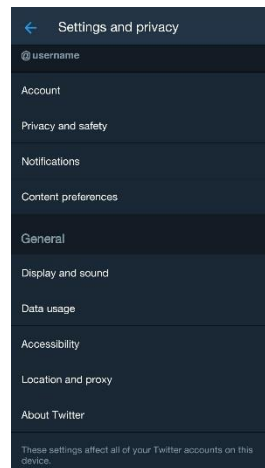 Settings and privacy
@username
Account
Privacy and safety
Notifications
Content preferences
General
Display and sound
Data usage
Accessibility
Location and proxy
About Twitter
These settings affect all of your Twitter accounts on this
device.